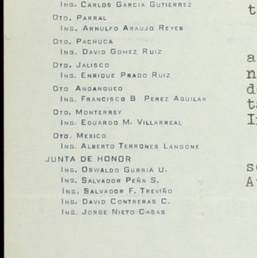 Ing. Carlos Garcia Gutierrez
Dto. Parral
Ing. Arnulfo Araujo Reyes
Dto. Pachuca
Ing. David Gomez Ruiz
Dto. Jalisco
Ing. Enrique Prado Ruiz
Dto Angangueo
Ing. Francisco B Perez Aguilar
Dto. Monterrey
Ing. Eduardo M. Villarreal
Dto. Mexico
Ing. Alberto Terrones Langone
JUNTA DE HONOR
Ing. Oswaldo Gurria U.
Ing. Salvador Peña S.
Ing. Salvador F. Treviño
Ing. David Contreras C.
Ing. Jorge Nieto Casas